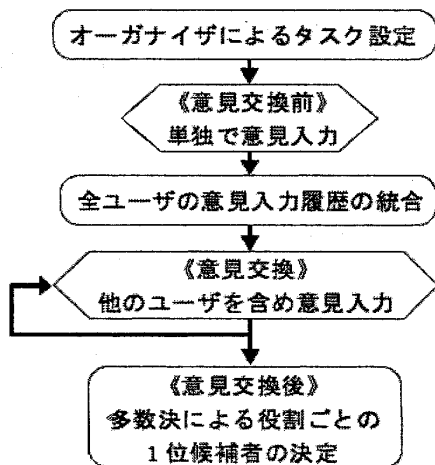 オーガナイザによるタスク設定
《意見交換前》
単独で意見入力
全ユーザの意見入力履歴の統合
《意見交換》
他のユーザを含め意見入力
《意見交換後》
多数決による役割ごとの
1位候補者の決定